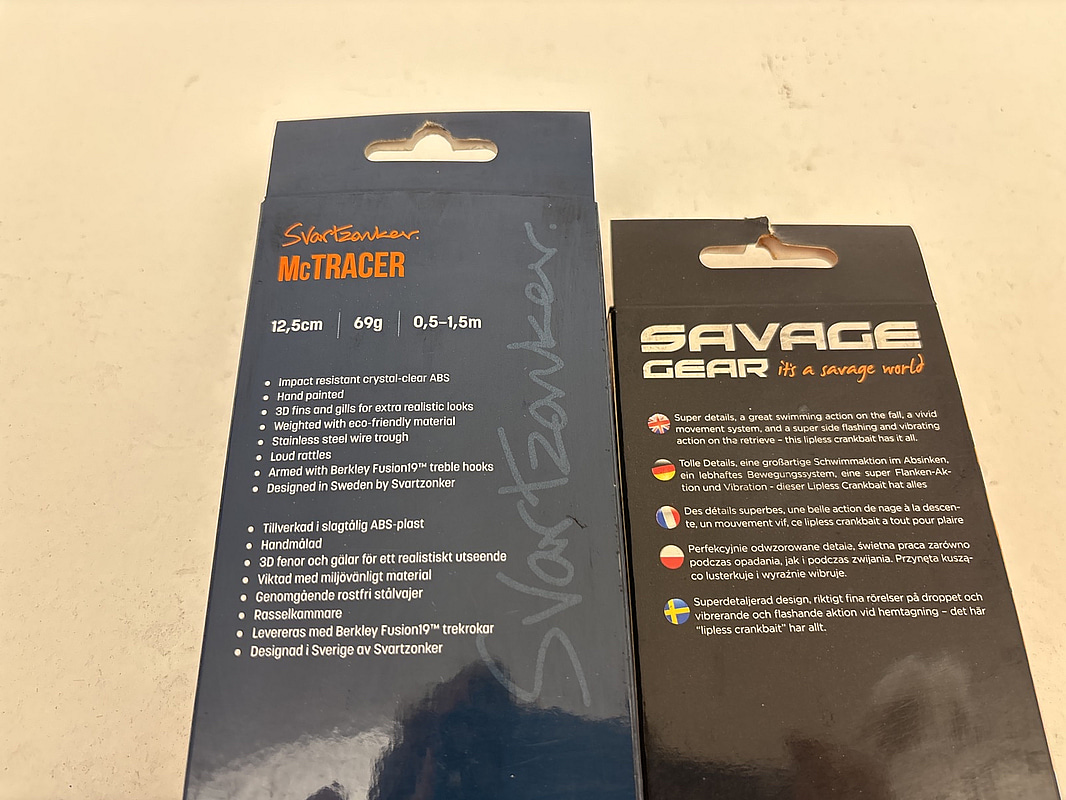 Svartzonker.
McTRACER
12,5cm | 69g | 0,5–1,5m
• Impact resistant crystal-clear ABS
• Hand painted
• 3D fins and gills for extra realistic looks
• Weighted with eco-friendly material
• Stainless steel wire trough
• Loud rattles
• Armed with Berkley Fusion19™ treble hooks
• Designed in Sweden by Svartzonker
• Tillverkad i slagtålig ABS-plast
• Handmålad
• 3D fenor och gälar för ett realistiskt utseende
• Viktad med miljövänligt material
• Genomgående rostfri stålvajer
• Rasselkammare
• Levereras med Berkley Fusion19™ trekrokar
• Designad i Sverige av Svartzonker
Svartzonker.
SAVAGE
GEAR it's a savage world
Super details, a great swimming action on the fall, a vivid
movement system, and a super side flashing and vibrating
action on the retrieve – this lipless crankbait has it all.
Tolle Details, eine großartige Schwimmaktion im Absinken,
ein lebhaftes Bewegungssystem, eine super Flanken-Ak-
tion und Vibration - dieser Lipless Crankbait hat alles
Des détails superbes, une belle action de nage à la descen-
te, un mouvement vif, ce lipless crankbait a tout pour plaire
Perfekcyjnie odwzorowane detale, świetna praca zarówno
podczas opadania, jak i podczas zwijania. Przynęta kuszą-
co lusterkuje i wyraźnie wibruje.
Superdetaljerad design, riktigt fina rörelser på droppet och
vibrerande och flashande aktion vid hemtagning – det här
"lipless crankbait" har allt.